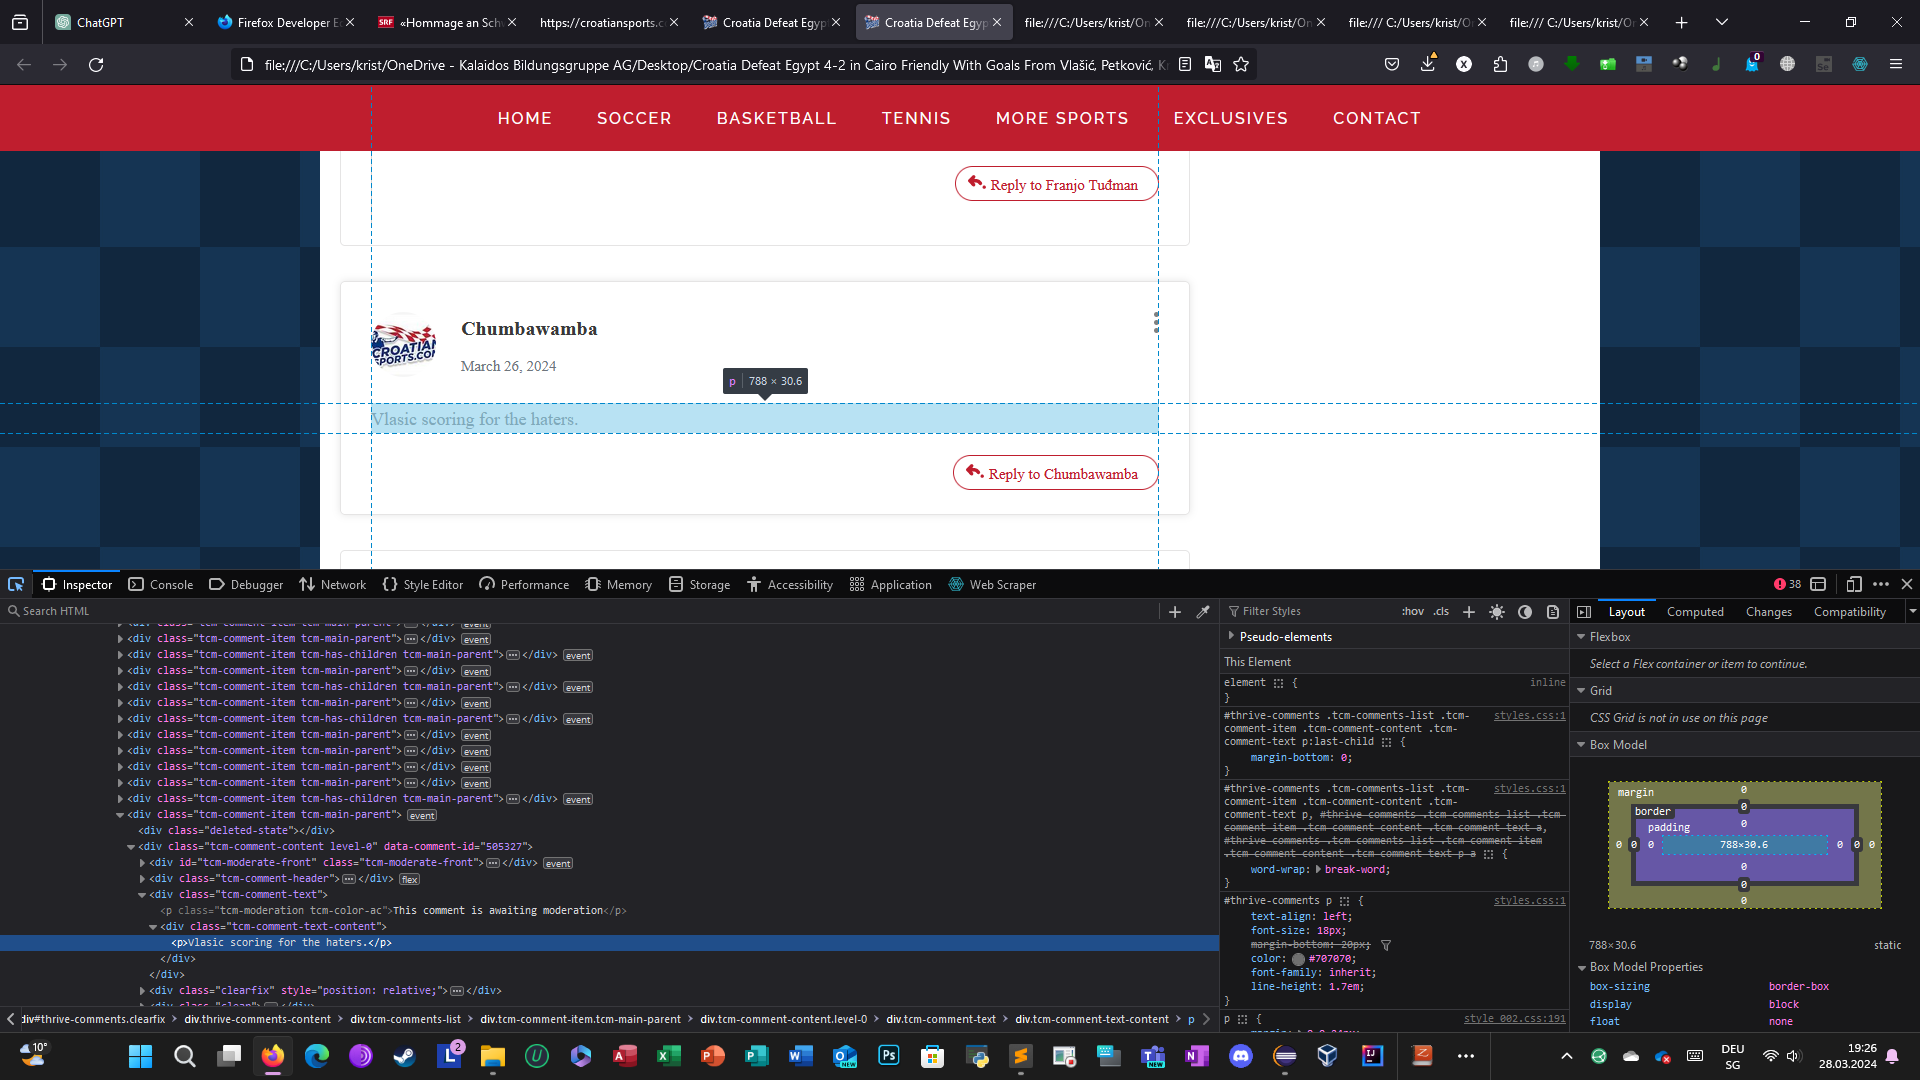 ChatGPT
Firefox Developer E
«Hommage an Sch
https://croatiansports.c
Croatia Defeat Egyp
Croatia Defeat Egyp
file:///C:/Users/krist/On
file:///C:/Users/krist/On
file:/// C:/Users/krist/O
file:/// C:/Users/krist/O
file:///C:/Users/krist/OneDrive - Kalaidos Bildungsgruppe AG/Desktop/Croatia Defeat Egypt 4-2 in Cairo Friendly With Goals From Vlašić, Petković, K
HOME SOCCER BASKETBALL TENNIS MORE SPORTS EXCLUSIVES CONTACT
Reply to Franjo Tuđman
Chumbawamba
CROATIAN
SPORTS.COM
March 26, 2024
p 788 × 30.6
Vlasic scoring for the haters.
Reply to Chumbawamba
Inspector Console Debugger Network Style Editor Performance Memory Storage Accessibility Application Web Scraper 38
Search HTML
<div class="tcm-comment-item tcm-main-parent"></div> event
<div class="tcm-comment-item tcm-main-parent"></div> event
<div class="tcm-comment-item tcm-has-children tcm-main-parent"></div> event
<div class="tcm-comment-item tcm-main-parent"></div> event
<div class="tcm-comment-item tcm-has-children tcm-main-parent"></div> event
<div class="tcm-comment-item tcm-main-parent"></div> event
<div class="tcm-comment-item tcm-has-children tcm-main-parent"></div> event
<div class="tcm-comment-item tcm-main-parent"></div> event
<div class="tcm-comment-item tcm-main-parent"></div> event
<div class="tcm-comment-item tcm-main-parent"></div> event
<div class="tcm-comment-item tcm-main-parent"></div> event
<div class="tcm-comment-item tcm-has-children tcm-main-parent"></div> event
<div class="tcm-comment-item tcm-main-parent"> event
<div class="deleted-state"></div>
<div class="tcm-comment-content level-0" data-comment-id="505327">
<div id="tcm-moderate-front" class="tcm-moderate-front"></div> event
<div class="tcm-comment-header"></div> flex
<div class="tcm-comment-text">
<p class="tcm-moderation tcm-color-ac">This comment is awaiting moderation</p>
<div class="tcm-comment-text-content">
<p>Vlasic scoring for the haters.</p>
</div>
</div>
<div class="clearfix" style="position: relative;"></div>
<div class="clear"></div>
div#thrive-comments.clearfix > div.thrive-comments-content > div.tcm-comments-list > div.tcm-comment-item.tcm-main-parent > div.tcm-comment-content.level-0 > div.tcm-comment-text > div.tcm-comment-text-content > p
Filter Styles :hov .cls
Pseudo-elements
This Element
element { inline
}
#thrive-comments .tcm-comments-list .tcm- styles.css:1
comment-item .tcm-comment-content .tcm-
comment-text p:last-child {
margin-bottom: 0;
}
#thrive-comments .tcm-comments-list .tcm- styles.css:1
comment-item .tcm-comment-content .tcm-
comment-text p, #thrive-comments .tcm-comments-list .tcm-
comment-item .tcm-comment-content .tcm-comment-text a,
#thrive-comments .tcm-comments-list .tcm-comment-item
.tcm-comment-content .tcm-comment-text p a {
word-wrap: break-word;
}
#thrive-comments p { styles.css:1
text-align: left;
font-size: 18px;
margin-bottom: 20px;
color: #707070;
font-family: inherit;
line-height: 1.7em;
}
p { style 002.css:191
margin: 0 0 24px;
Layout Computed Changes Compatibility
Flexbox
Select a Flex container or item to continue.
Grid
CSS Grid is not in use on this page
Box Model
margin 0
border 0
padding 0
0 0 0 788×30.6 0 0 0
0
0
0
788×30.6 static
Box Model Properties
box-sizing border-box
display block
float none
10°
2
DEU
SG
19:26
28.03.2024